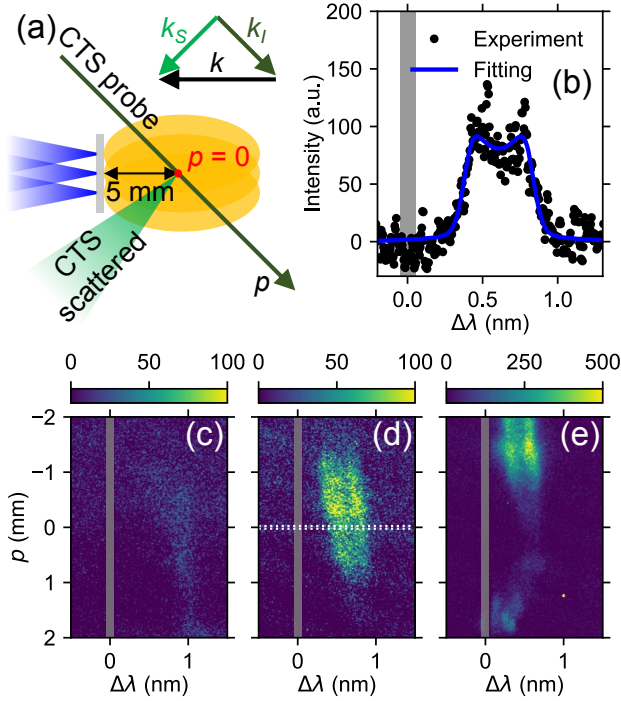 (a)
CTS probe
k_S
k_I
k
p = 0
5 mm
CTS
scattered
p
200
150
100
50
0
Intensity (a.u.)
Experiment
Fitting
(b)
0.0 0.5 1.0
Δλ (nm)
0 50 100
0 50 100
0 250 500
−2
−1
0
1
2
p (mm)
(c)
(d)
(e)
0 1
0 1
0 1
Δλ (nm)
Δλ (nm)
Δλ (nm)